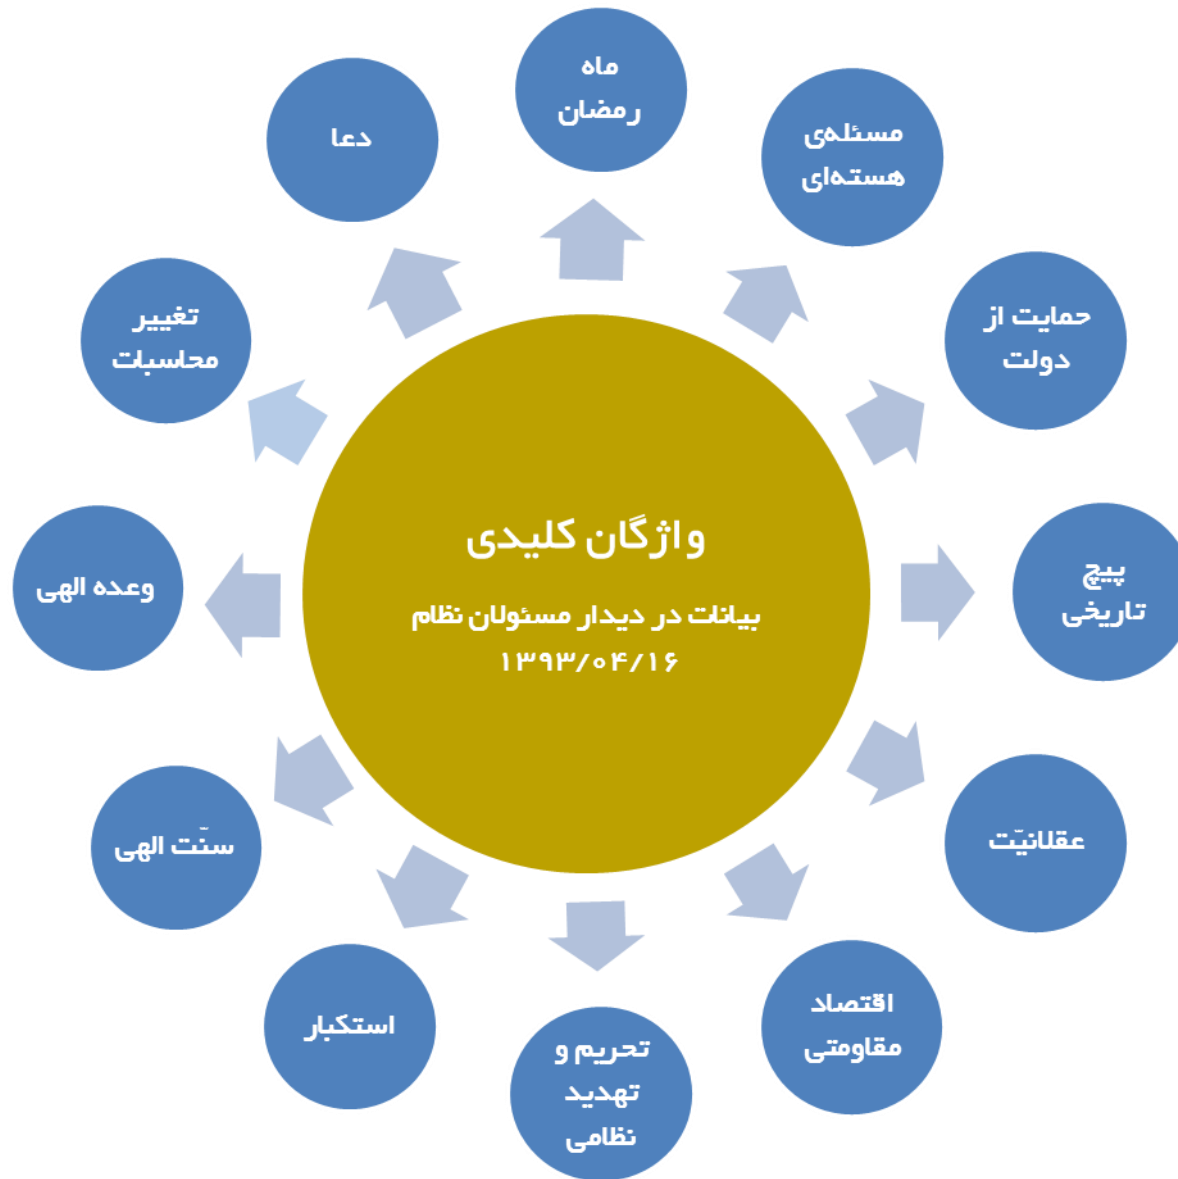 ماه
رمضان
مسئله‌ی
هسته‌ای
حمایت از
دولت
پیچ
تاریخی
عقلانیّت
اقتصاد
مقاومتی
تحریم و
تهدید
نظامی
استکبار
سنّت الهی
وعده الهی
تغییر
محاسبات
دعا
واژگان کلیدی
بیانات در دیدار مسئولان نظام
۱۳۹۳/۰۴/۱۶